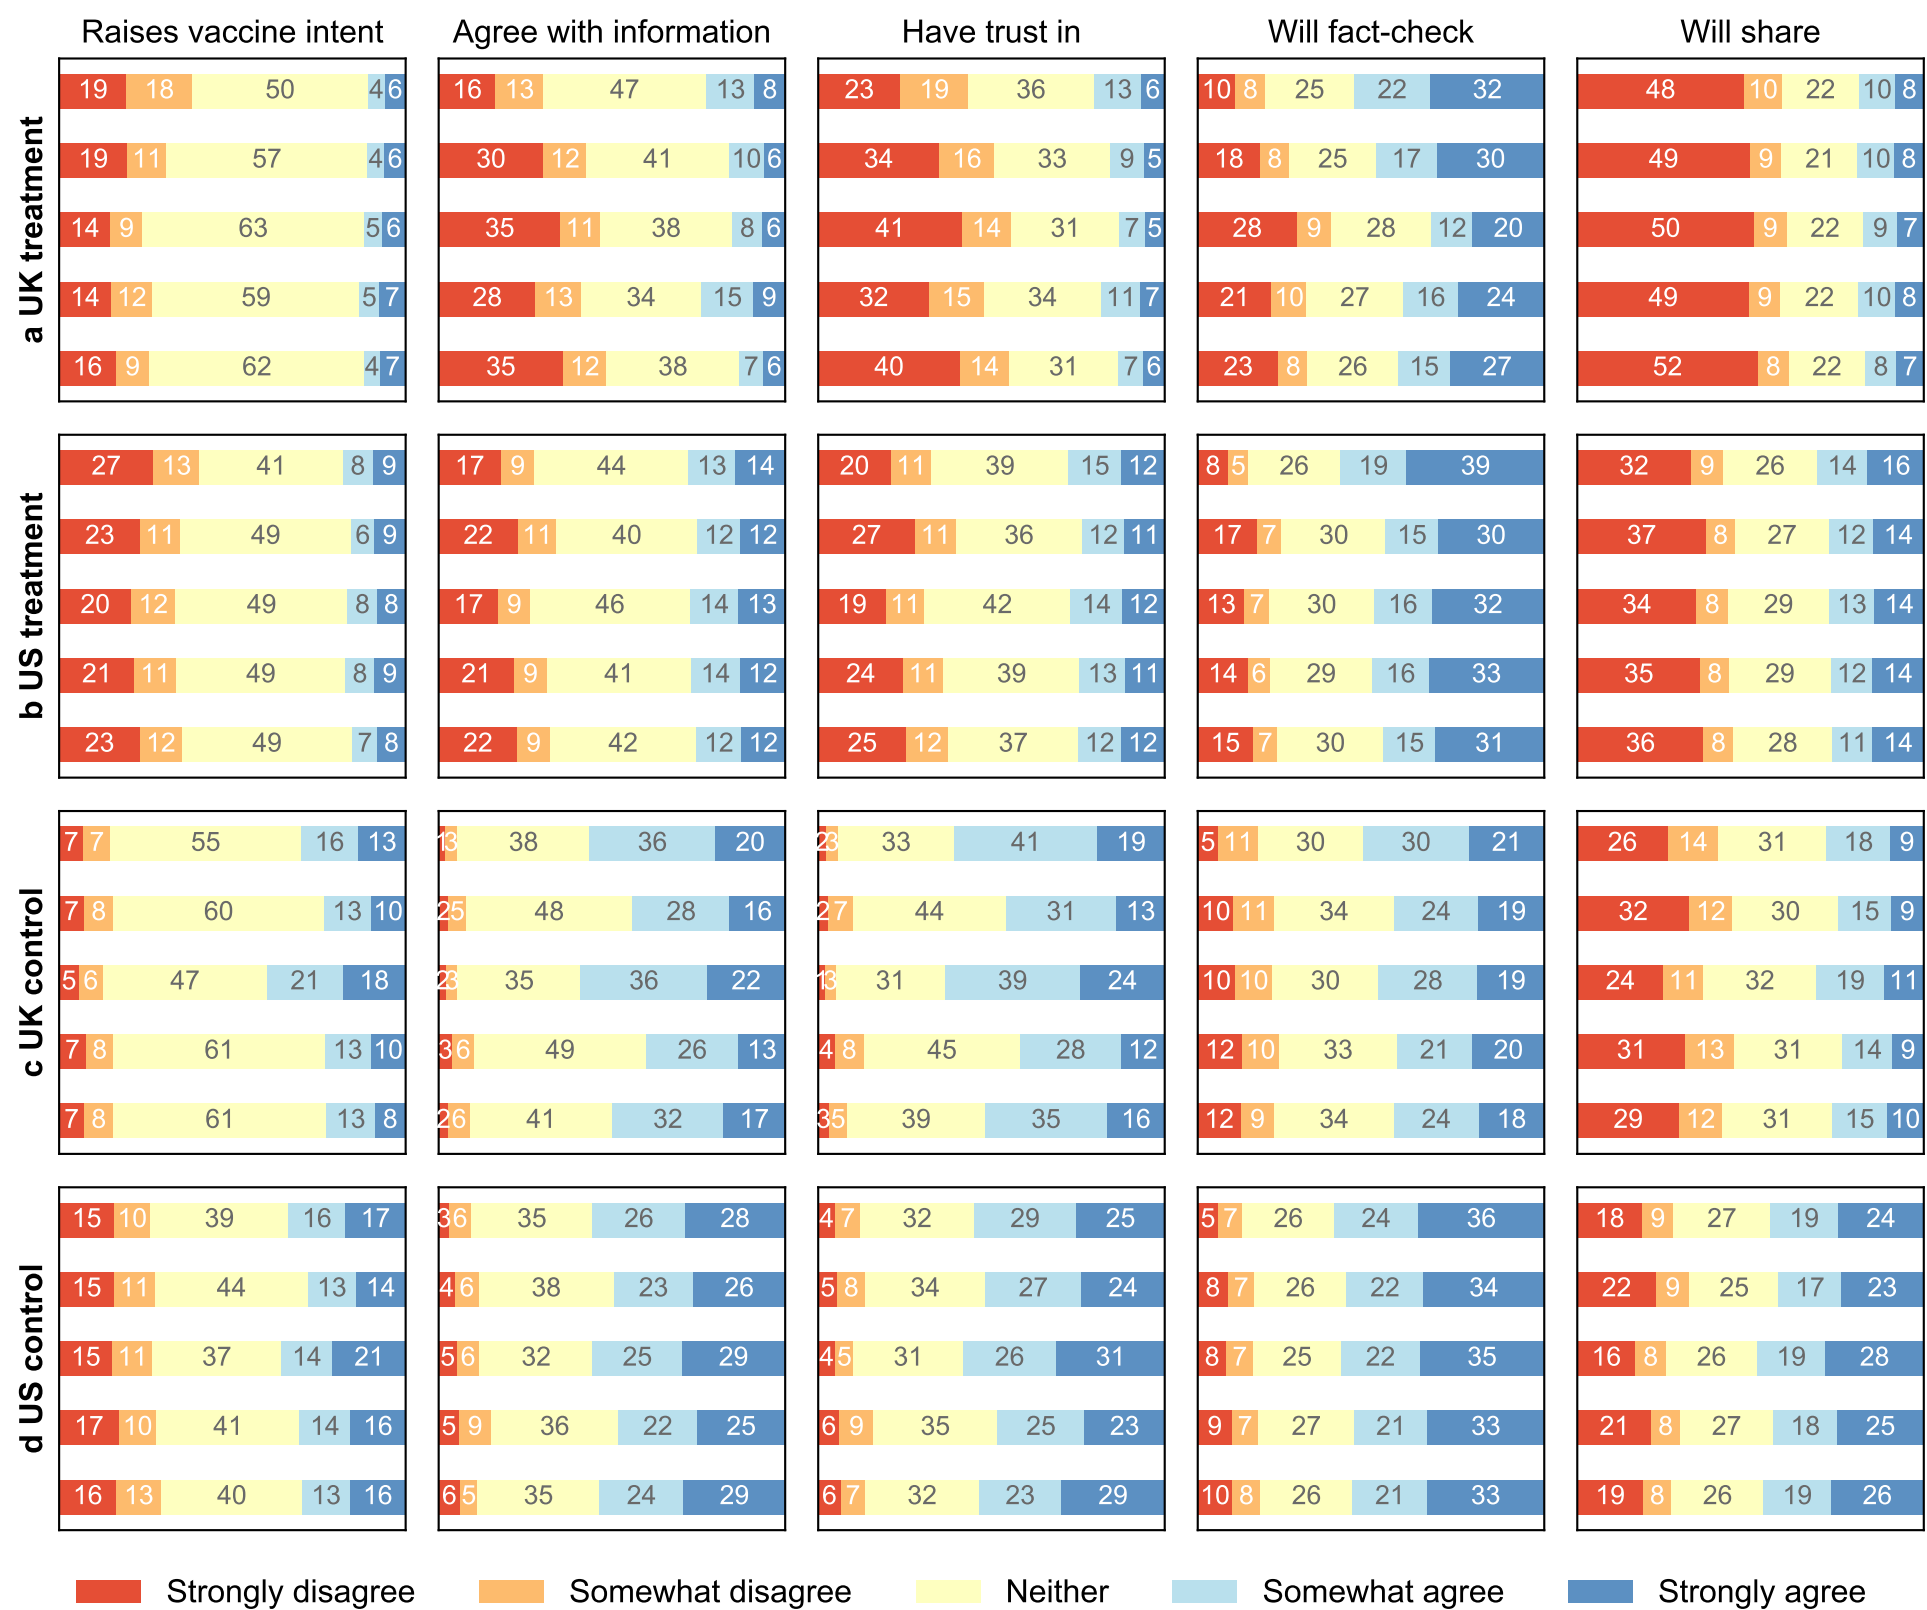 Raises vaccine intent Agree with information Have trust in Will fact-check Will share
a UK treatment
19 18 50 4 6 16 13 47 13 8 23 19 36 13 6 10 8 25 22 32 48 10 22 10 8
19 11 57 4 6 30 12 41 10 6 34 16 33 9 5 18 8 25 17 30 49 9 21 10 8
14 9 63 5 6 35 11 38 8 6 41 14 31 7 5 28 9 28 12 20 50 9 22 9 7
14 12 59 5 7 28 13 34 15 9 32 15 34 11 7 21 10 27 16 24 49 9 22 10 8
16 9 62 4 7 35 12 38 7 6 40 14 31 7 6 23 8 26 15 27 52 8 22 8 7
b US treatment
27 13 41 8 9 17 9 44 13 14 20 11 39 15 12 8 5 26 19 39 32 9 26 14 16
23 11 49 6 9 22 11 40 12 12 27 11 36 12 11 17 7 30 15 30 37 8 27 12 14
20 12 49 8 8 17 9 46 14 13 19 11 42 14 12 13 7 30 16 32 34 8 29 13 14
21 11 49 8 9 21 9 41 14 12 24 11 39 13 11 14 6 29 16 33 35 8 29 12 14
23 12 49 7 8 22 9 42 12 12 25 12 37 12 12 15 7 30 15 31 36 8 28 11 14
c UK control
7 7 55 16 13 1 3 38 36 20 2 3 33 41 19 5 11 30 30 21 26 14 31 18 9
7 8 60 13 10 2 5 48 28 16 2 7 44 31 13 10 11 34 24 19 32 12 30 15 9
5 6 47 21 18 2 3 35 36 22 1 3 31 39 24 10 10 30 28 19 24 11 32 19 11
7 8 61 13 10 3 6 49 26 13 4 8 45 28 12 12 10 33 21 20 31 13 31 14 9
7 8 61 13 8 2 6 41 32 17 3 5 39 35 16 12 9 34 24 18 29 12 31 15 10
d US control
15 10 39 16 17 3 6 35 26 28 4 7 32 29 25 5 7 26 24 36 18 9 27 19 24
15 11 44 13 14 4 6 38 23 26 5 8 34 27 24 8 7 26 22 34 22 9 25 17 23
15 11 37 14 21 5 6 32 25 29 4 5 31 26 31 8 7 25 22 35 16 8 26 19 28
17 10 41 14 16 5 9 36 22 25 6 9 35 25 23 9 7 27 21 33 21 8 27 18 25
16 13 40 13 16 6 5 35 24 29 6 7 32 23 29 10 8 26 21 33 19 8 26 19 26
Strongly disagree Somewhat disagree Neither Somewhat agree Strongly agree